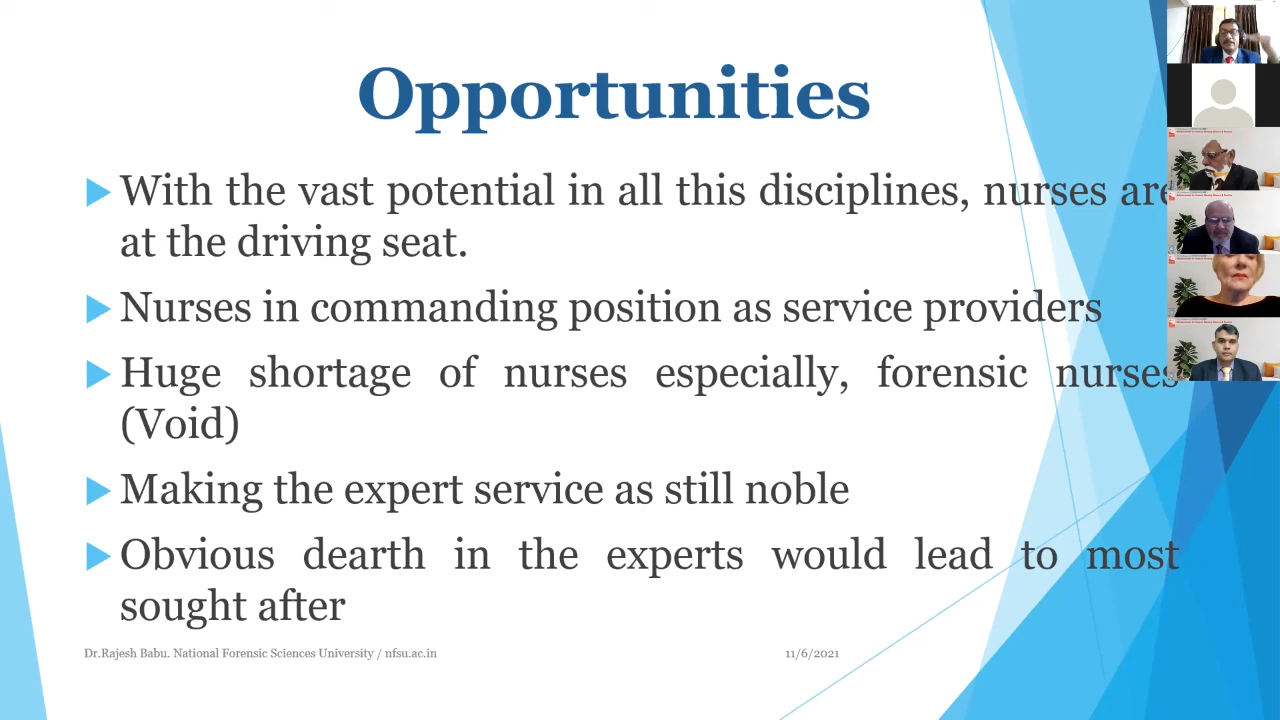 Opportunities
With the vast potential in all this disciplines, nurses are
at the driving seat.
Nurses in commanding position as service providers
Huge shortage of nurses especially, forensic nurses
(Void)
Making the expert service as still noble
Obvious dearth in the experts would lead to most
sought after
Dr.Rajesh Babu. National Forensic Sciences University / nfsu.ac.in
11/6/2021